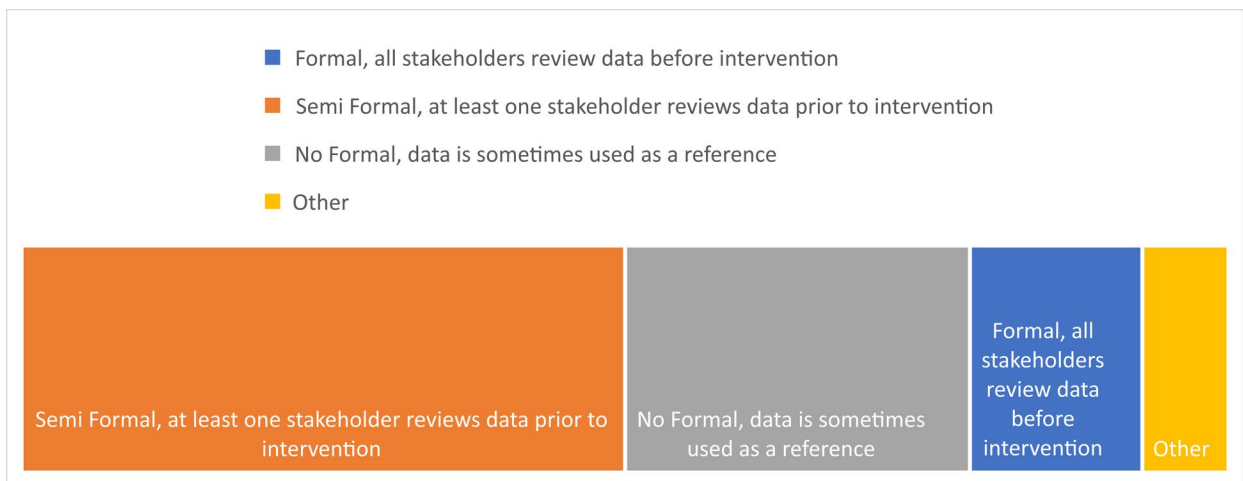 Formal, all stakeholders review data before intervention
Semi Formal, at least one stakeholder reviews data prior to intervention
No Formal, data is sometimes used as a reference
Other
Semi Formal, at least one stakeholder reviews data prior to
intervention
No Formal, data is sometimes
used as a reference
Formal, all
stakeholders
review data
before
intervention
Other